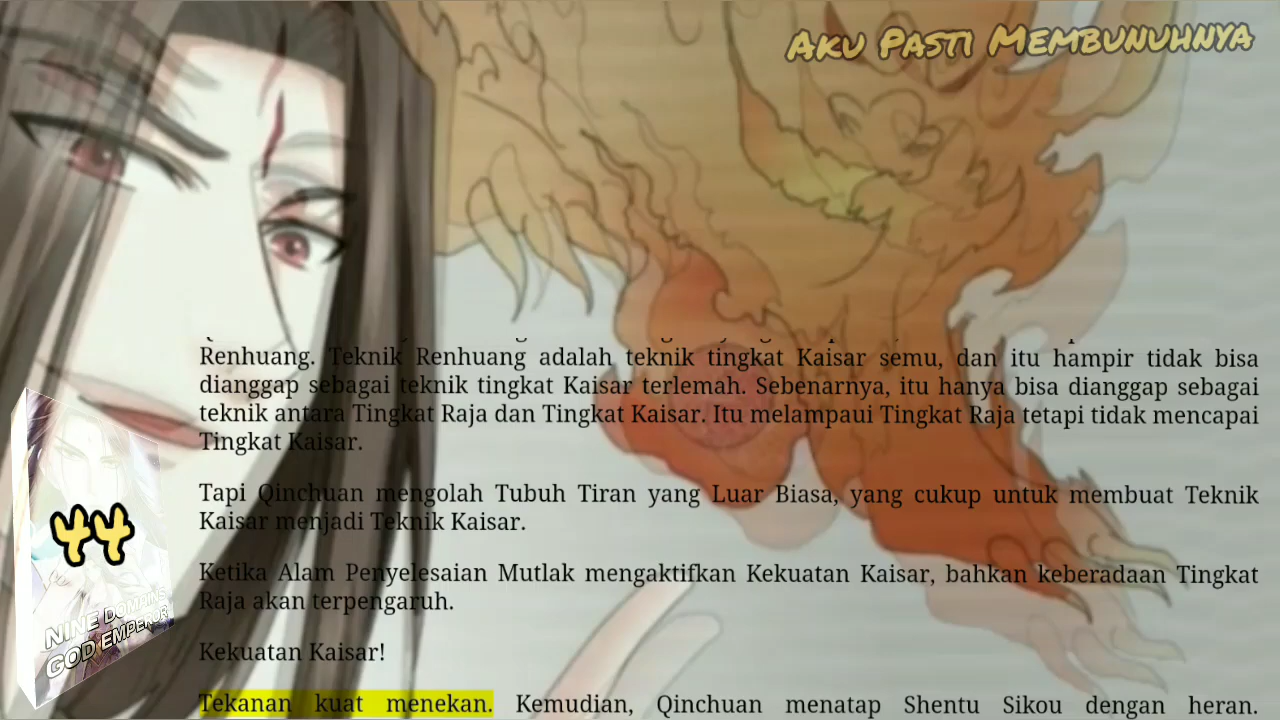 Aku Pasti Membunuhnya
Renhuang. Teknik Renhuang adalah teknik tingkat Kaisar semu, dan itu hampir tidak bisa
dianggap sebagai teknik tingkat Kaisar terlemah. Sebenarnya, itu hanya bisa dianggap sebagai
teknik antara Tingkat Raja dan Tingkat Kaisar. Itu melampaui Tingkat Raja tetapi tidak mencapai
Tingkat Kaisar.
Tapi Qinchuan mengolah Tubuh Tiran yang Luar Biasa, yang cukup untuk membuat Teknik
Kaisar menjadi Teknik Kaisar.
Ketika Alam Penyelesaian Mutlak mengaktifkan Kekuatan Kaisar, bahkan keberadaan Tingkat
Raja akan terpengaruh.
Kekuatan Kaisar!
Tekanan kuat menekan. Kemudian, Qinchuan menatap Shentu Sikou dengan heran.
44
NINE DOMAINS
GOD EMPEROR